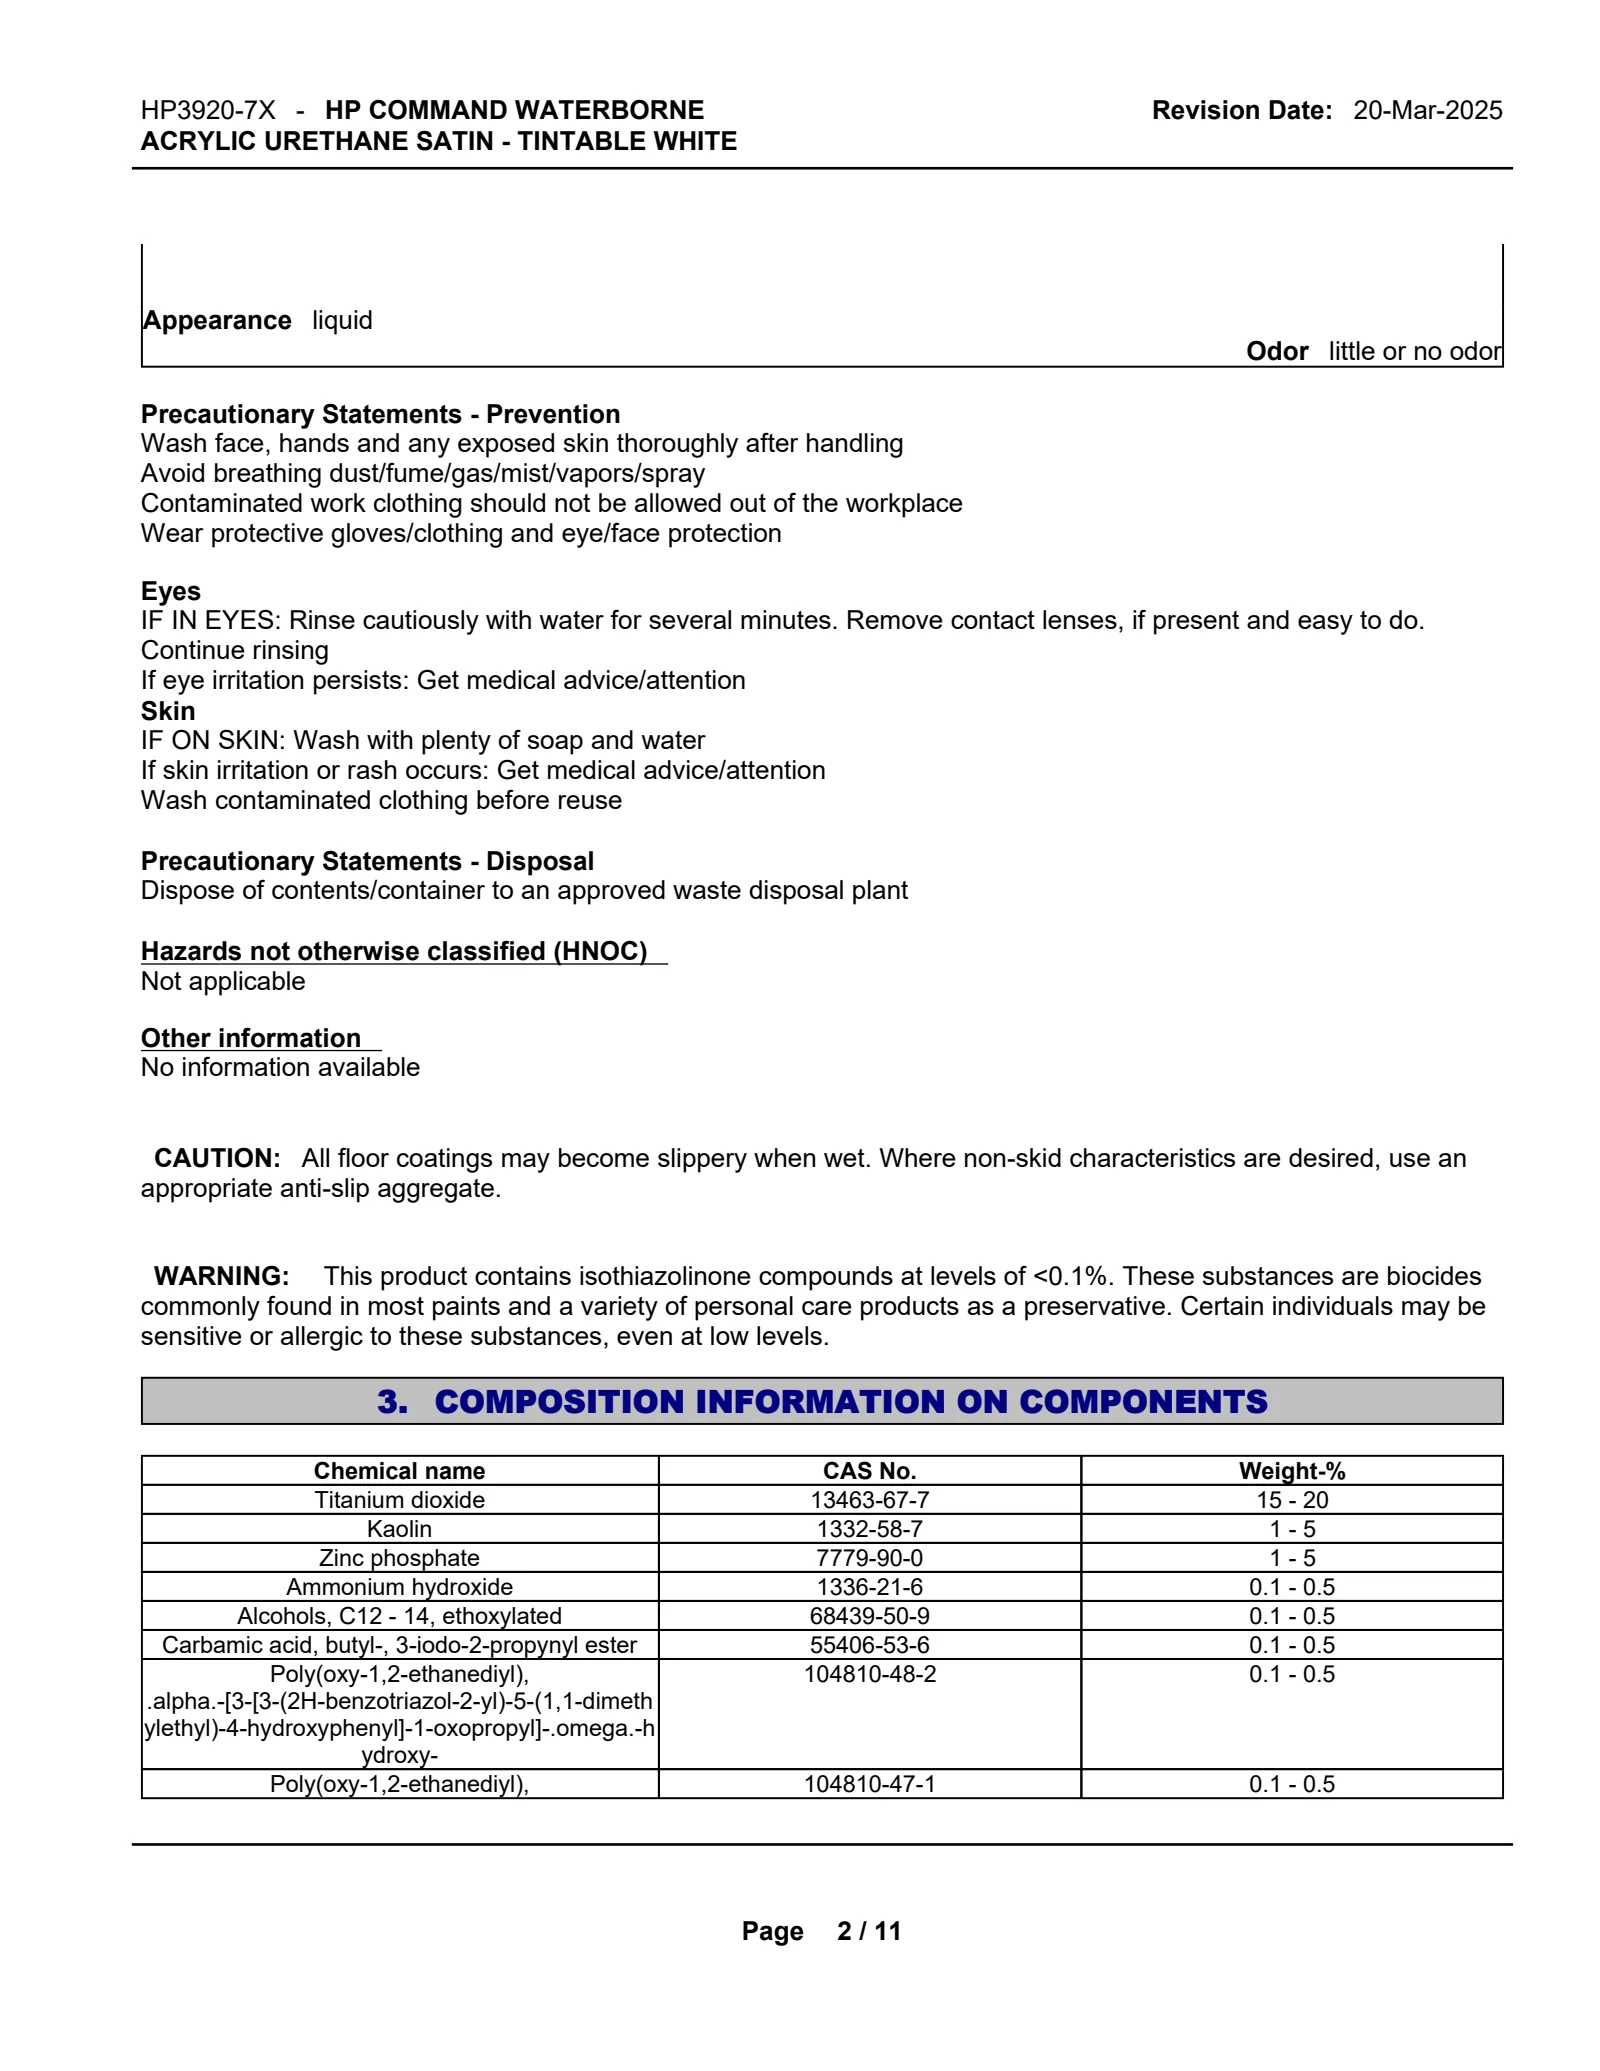 HP3920-7X - HP COMMAND WATERBORNE
ACRYLIC URETHANE SATIN - TINTABLE WHITE
Revision Date: 20-Mar-2025
Appearance liquid
Odor little or no odor
Precautionary Statements - Prevention
Wash face, hands and any exposed skin thoroughly after handling
Avoid breathing dust/fume/gas/mist/vapors/spray
Contaminated work clothing should not be allowed out of the workplace
Wear protective gloves/clothing and eye/face protection
Eyes
IF IN EYES: Rinse cautiously with water for several minutes. Remove contact lenses, if present and easy to do.
Continue rinsing
If eye irritation persists: Get medical advice/attention
Skin
IF ON SKIN: Wash with plenty of soap and water
If skin irritation or rash occurs: Get medical advice/attention
Wash contaminated clothing before reuse
Precautionary Statements - Disposal
Dispose of contents/container to an approved waste disposal plant
Hazards not otherwise classified (HNOC)
Not applicable
Other information
No information available
CAUTION: All floor coatings may become slippery when wet. Where non-skid characteristics are desired, use an
appropriate anti-slip aggregate.
WARNING: This product contains isothiazolinone compounds at levels of <0.1%. These substances are biocides
commonly found in most paints and a variety of personal care products as a preservative. Certain individuals may be
sensitive or allergic to these substances, even at low levels.
3. COMPOSITION INFORMATION ON COMPONENTS
Chemical name CAS No. Weight-%
Titanium dioxide 13463-67-7 15 - 20
Kaolin 1332-58-7 1 - 5
Zinc phosphate 7779-90-0 1 - 5
Ammonium hydroxide 1336-21-6 0.1 - 0.5
Alcohols, C12 - 14, ethoxylated 68439-50-9 0.1 - 0.5
Carbamic acid, butyl-, 3-iodo-2-propynyl ester 55406-53-6 0.1 - 0.5
Poly(oxy-1,2-ethanediyl), 104810-48-2 0.1 - 0.5
.alpha.-[3-[3-(2H-benzotriazol-2-yl)-5-(1,1-dimeth
ylethyl)-4-hydroxyphenyl]-1-oxopropyl]-.omega.-h
ydroxy-
Poly(oxy-1,2-ethanediyl), 104810-47-1 0.1 - 0.5
Page 2 / 11